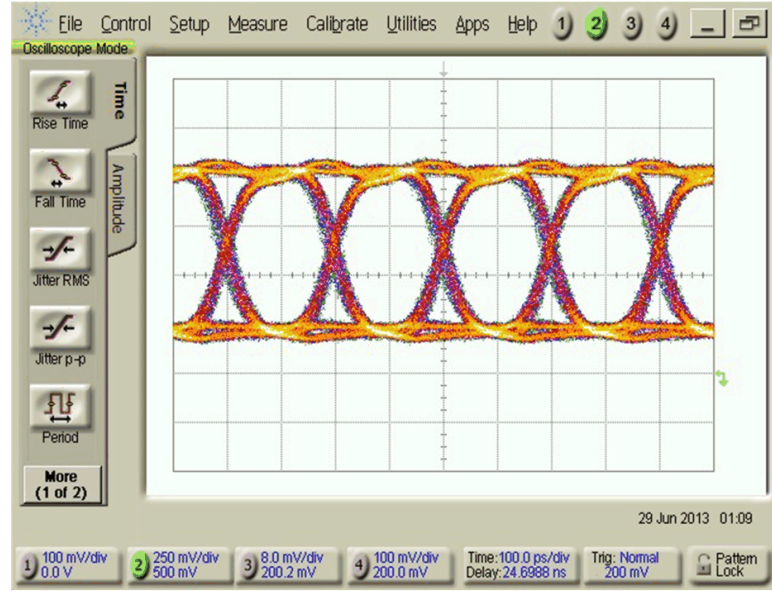 File Control Setup Measure Calibrate Utilities Apps Help 1 2 3 4
Oscilloscope Mode
Rise Time
Fall Time
Jitter RMS
Jitter p-p
Period
More
(1 of 2)
Time
Amplitude
29 Jun 2013 01:09
1 100 mV/div
0.0 V
2 250 mV/div
500 mV
3 8.0 mV/div
200.2 mV
4 100 mV/div
200.0 mV
Time:100.0 ps/div
Delay:24.6988 ns
Trig: Normal
200 mV
Pattern
Lock